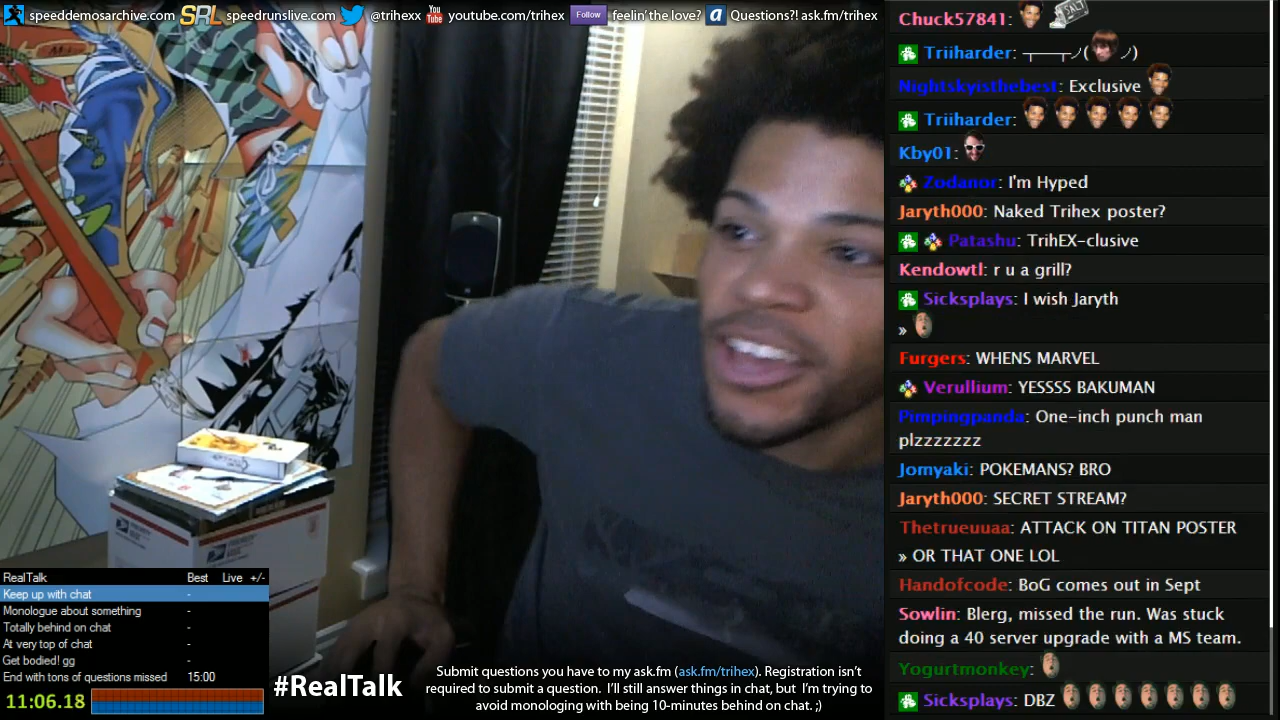 speeddemosarchive.com SRL speedrunslive.com @trihexx You Tube youtube.com/trihex Follow feelin'the love? a Questions?! ask.fm/trihex
Chuck57841: SALT
Triiharder: ┬─┬ノ( ノ)
Nightskyisthebest: Exclusive
Triiharder:
Kby01:
Zodanor: I'm Hyped
Jaryth000: Naked Trihex poster?
Patashu: TrihEX-clusive
Kendowtl: r u a grill?
Sicksplays: I wish Jaryth
»
Furgers: WHENS MARVEL
Verullium: YESSSS BAKUMAN
Pimpingpanda: One-inch punch man
plzzzzzzz
Jomyaki: POKEMANS? BRO
Jaryth000: SECRET STREAM?
Thetrueuuaa: ATTACK ON TITAN POSTER
» OR THAT ONE LOL
Handofcode: BoG comes out in Sept
Sowlin: Blerg, missed the run. Was stuck
doing a 40 server upgrade with a MS team.
Yogurtmonkey:
Sicksplays: DBZ
RealTalk Best Live +/-
Keep up with chat -
Monologue about something -
Totally behind on chat -
At very top of chat -
Get bodied! gg -
End with tons of questions missed 15:00
11:06.18
#RealTalk
Submit questions you have to my ask.fm (ask.fm/trihex). Registration isn't
required to submit a question. I'll still answer things in chat, but I'm trying to
avoid monologing with being 10-minutes behind on chat. ;)